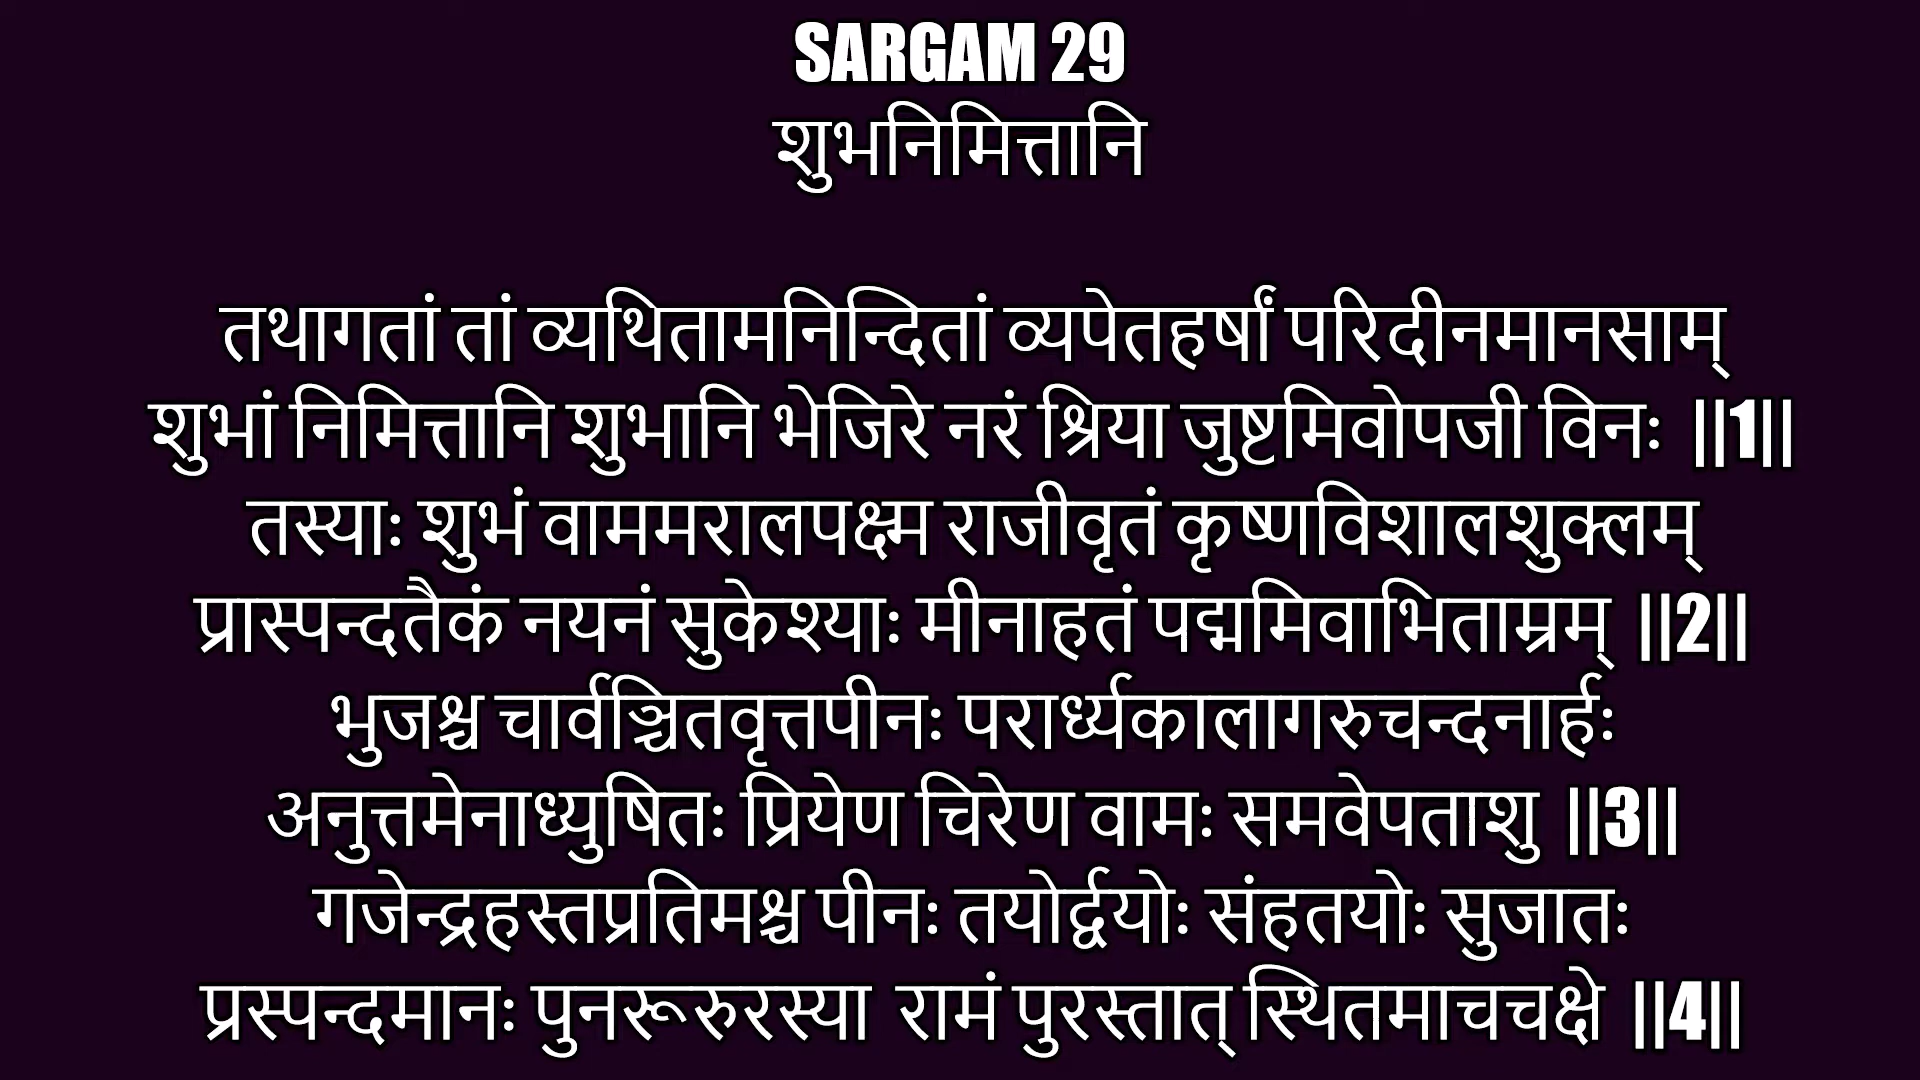 SARGAM 29
शुभनिमित्तानि
तथागतां तां व्यथितामनिन्दितां व्यपेतहर्षां परिदीनमानसाम्
शुभां निमित्तानि शुभानि भेजिरे नरं श्रिया जुष्टमिवोपजी विनः ||1||
तस्याः शुभं वाममरालपक्ष्म राजीवृतं कृष्णविशालशुक्लम्
प्रास्पन्दतैकं नयनं सुकेश्याः मीनाहतं पद्ममिवाभिताम्रम् ||2||
भुजश्च चार्वञ्चितवृत्तपीनः परार्ध्यकालागरुचन्दनार्हः
अनुत्तमेनाध्युषितः प्रियेण चिरेण वामः समवेपताशु ||3||
गजेन्द्रहस्तप्रतिमश्च पीनः तयोर्द्वयोः संहतयोः सुजातः
प्रस्पन्दमानः पुनरूरुरस्या रामं पुरस्तात् स्थितमाचचक्षे ||4||